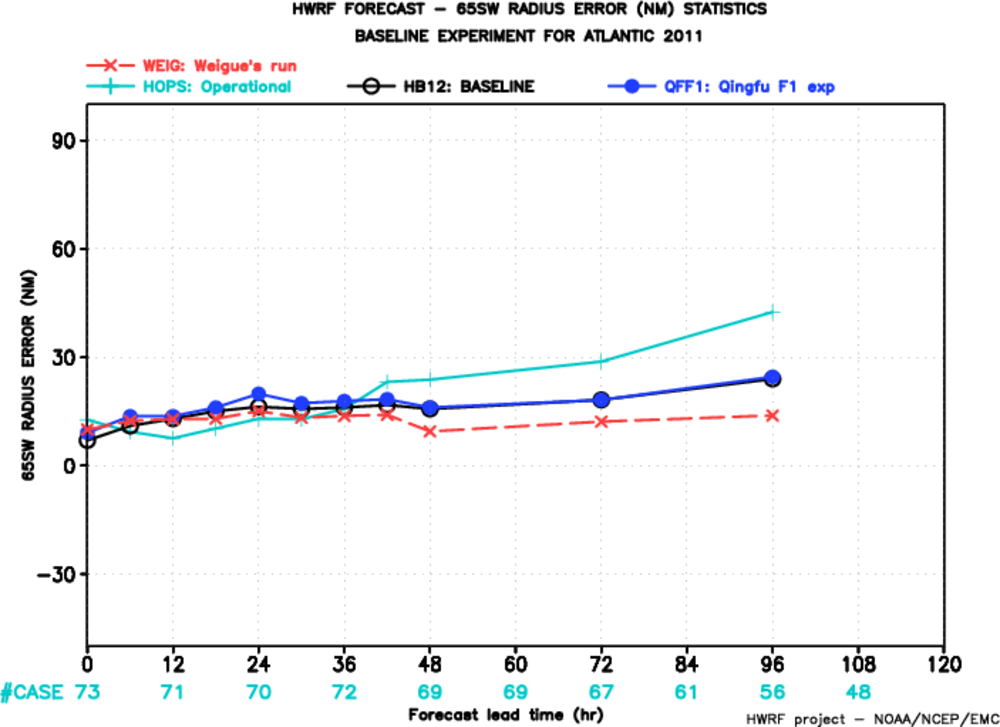 HWRF FORECAST – 65SW RADIUS ERROR (NM) STATISTICS
BASELINE EXPERIMENT FOR ATLANTIC 2011
WEIG: Weigue's run
HOPS: Operational HB12: BASELINE QFF1: Qingfu F1 exp
90
60
30
0
–30
65SW RADIUS ERROR (NM)
0 12 24 36 48 60 72 84 96 108 120
#CASE 73 71 70 72 69 69 67 61 56 48
Forecast lead time (hr)
HWRF project – NOAA/NCEP/EMC